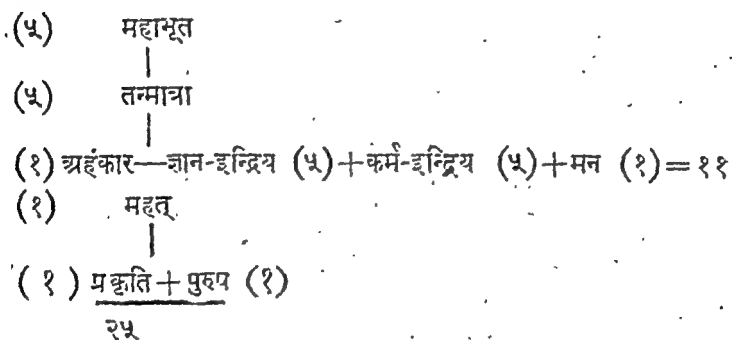 (५) महाभूत
(५) तन्मात्रा
(१) अहंकार—ज्ञान-इन्द्रिय (५)+कर्म-इन्द्रिय (५)+मन (१)=११
(१) महत्
(१) प्रकृति+पुरुष (१)
२५